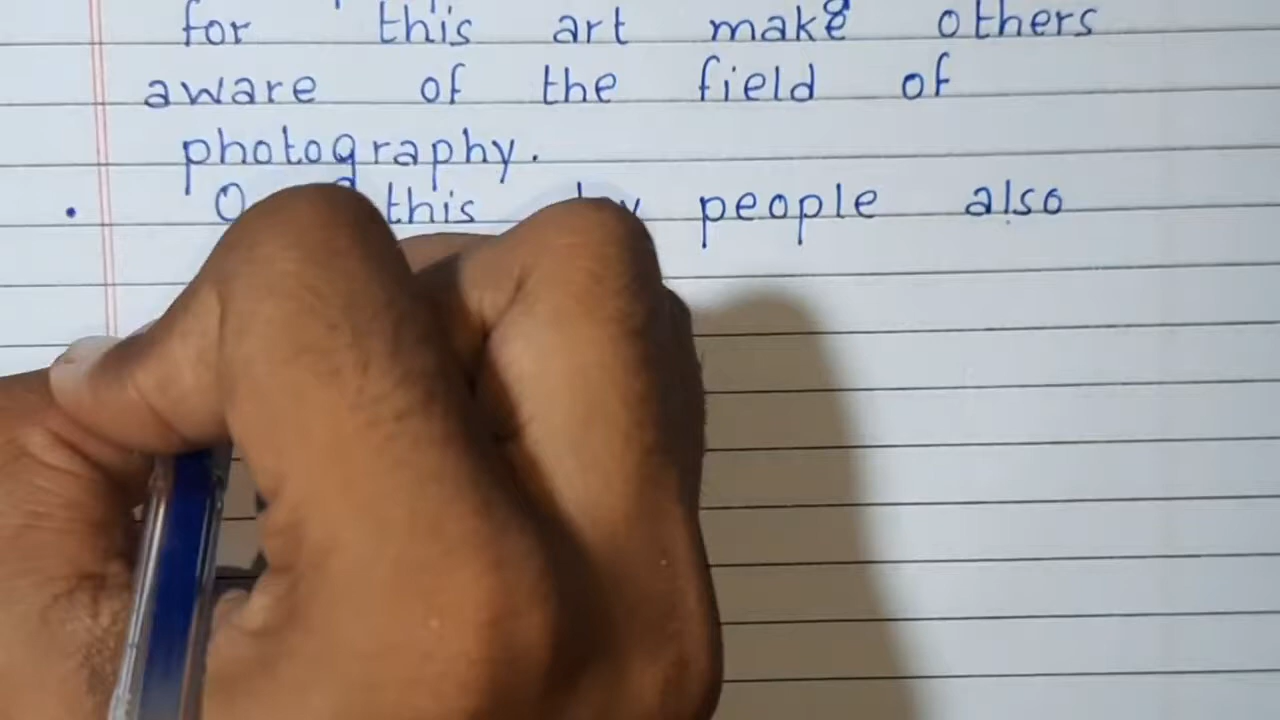 for this art make others
aware of the field of
photography.
this people also